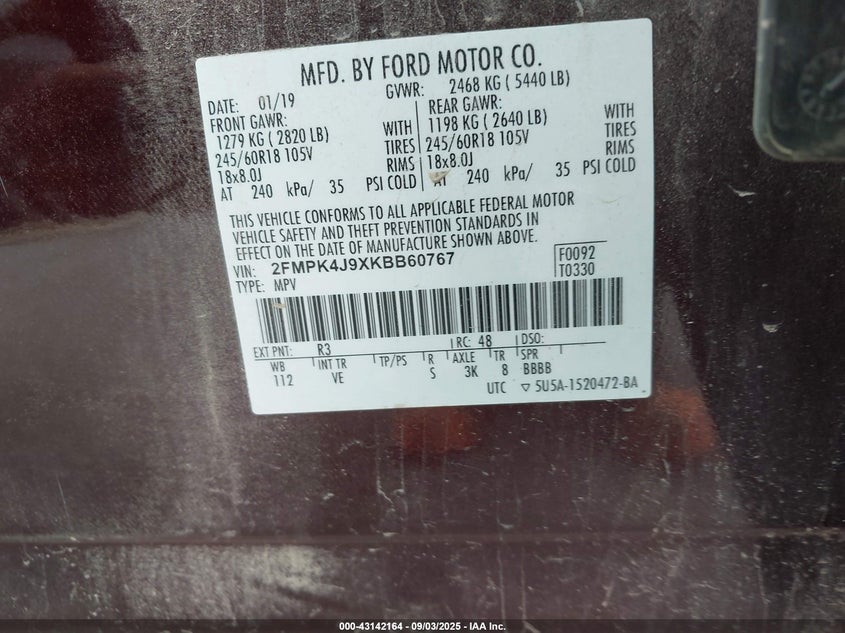 MFD. BY FORD MOTOR CO.
DATE: 01/19 GVWR: 2468 KG ( 5440 LB)
FRONT GAWR: REAR GAWR:
1279 KG ( 2820 LB) WITH 1198 KG ( 2640 LB) WITH
245/60R18 105V TIRES 245/60R18 105V TIRES
18x8.0J RIMS 18x8.0J RIMS
AT 240 kPa/ 35 PSI COLD AT 240 kPa/ 35 PSI COLD
THIS VEHICLE CONFORMS TO ALL APPLICABLE FEDERAL MOTOR
VEHICLE SAFETY AND THEFT PREVENTION STANDARDS IN
EFFECT ON THE DATE OF MANUFACTURE SHOWN ABOVE.
VIN: 2FMPK4J9XKBB60767 F0092
TYPE: MPV T0330
EXT PNT: R3 RC: 48 DSO:
WB INT TR TP/PS R AXLE TR SPR
112 VE S 3K 8 BBBB
UTC ▽ 5U5A-1520472-BA
000-43142164 - 09/03/2025 - IAA Inc.